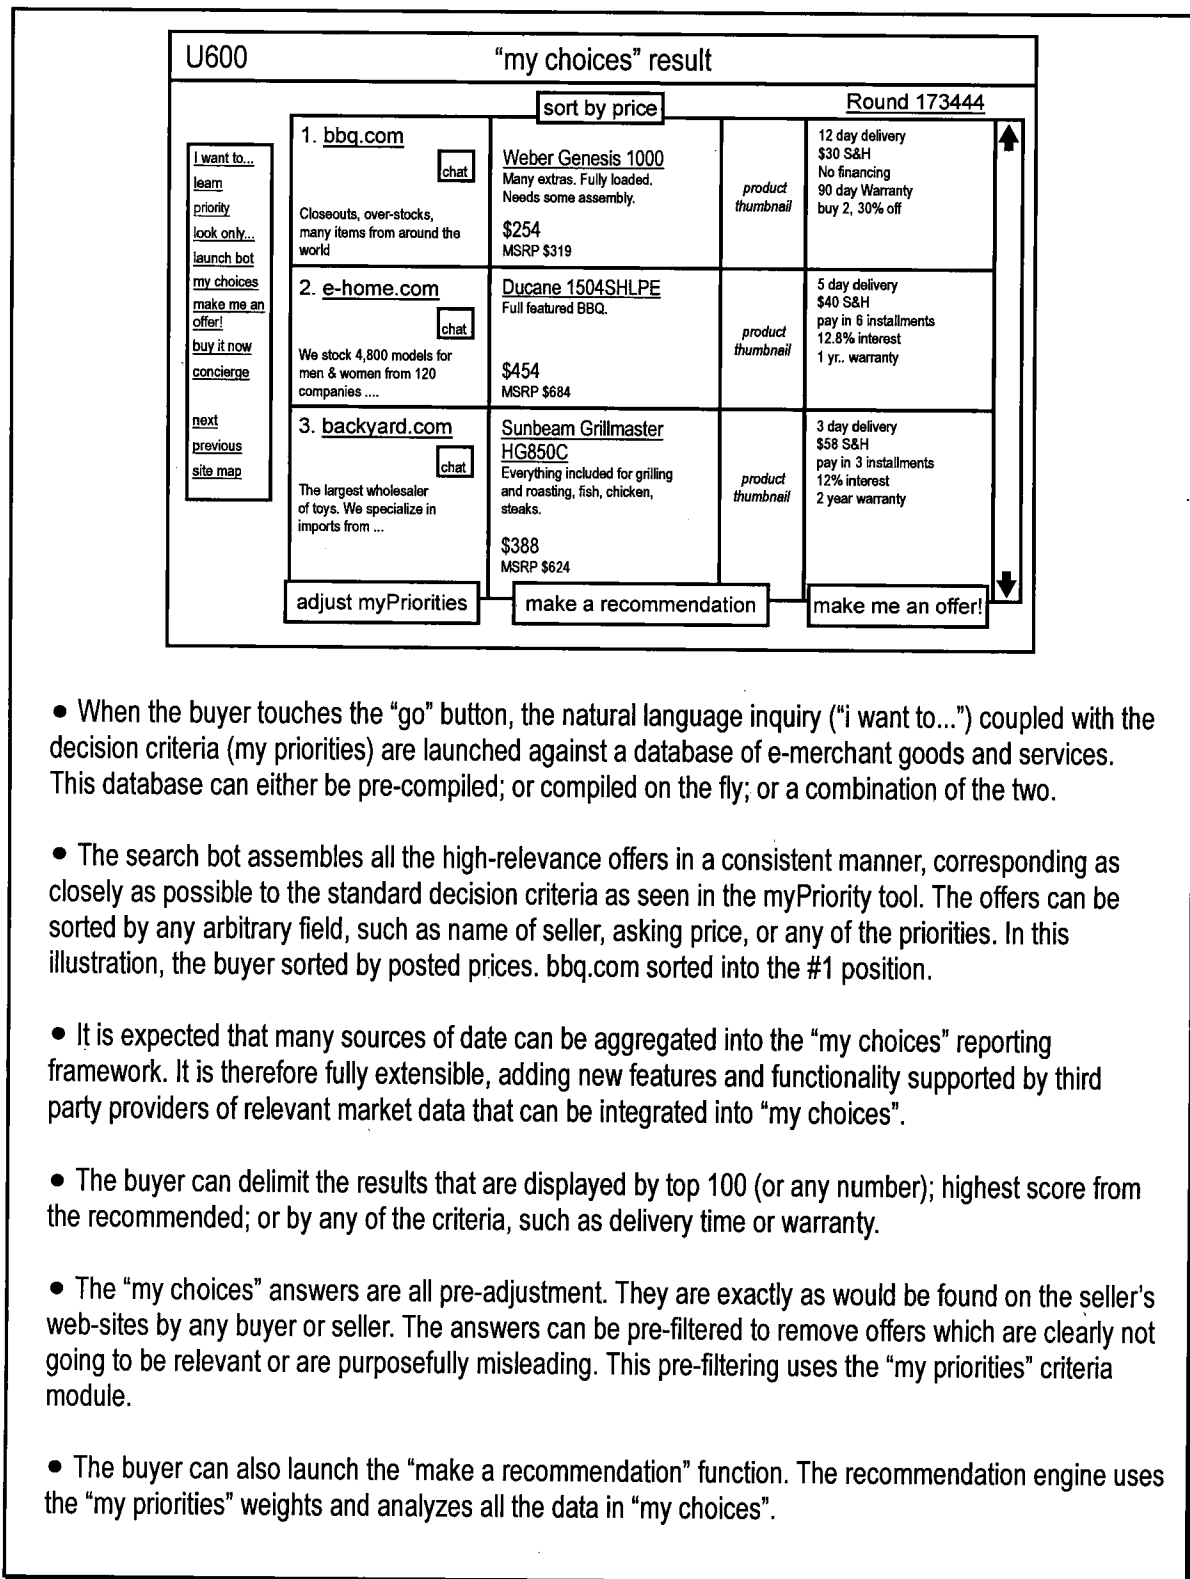 U600
"my choices" result
sort by price
Round 173444
I want to...
learn
priority
look only...
launch bot
my choices
make me an
offer!
buy it now
concierge
next
previous
site map
1. bbq.com
chat
Closeouts, over-stocks,
many items from around the
world
Weber Genesis 1000
Many extras. Fully loaded.
Needs some assembly.
$254
MSRP $319
product
thumbnail
12 day delivery
$30 S&H
No financing
90 day Warranty
buy 2, 30% off
2. e-home.com
chat
We stock 4,800 models for
men & women from 120
companies ....
Ducane 1504SHLPE
Full featured BBQ.
$454
MSRP $684
product
thumbnail
5 day delivery
$40 S&H
pay in 6 installments
12.8% interest
1 yr.. warranty
3. backyard.com
chat
The largest wholesaler
of toys. We specialize in
imports from ...
Sunbeam Grillmaster
HG850C
Everything included for grilling
and roasting, fish, chicken,
steaks.
$388
MSRP $624
product
thumbnail
3 day delivery
$58 S&H
pay in 3 installments
12% interest
2 year warranty
adjust myPriorities
make a recommendation
make me an offer!
• When the buyer touches the "go" button, the natural language inquiry ("i want to...") coupled with the
decision criteria (my priorities) are launched against a database of e-merchant goods and services.
This database can either be pre-compiled; or compiled on the fly; or a combination of the two.
• The search bot assembles all the high-relevance offers in a consistent manner, corresponding as
closely as possible to the standard decision criteria as seen in the myPriority tool. The offers can be
sorted by any arbitrary field, such as name of seller, asking price, or any of the priorities. In this
illustration, the buyer sorted by posted prices. bbq.com sorted into the #1 position.
• It is expected that many sources of date can be aggregated into the "my choices" reporting
framework. It is therefore fully extensible, adding new features and functionality supported by third
party providers of relevant market data that can be integrated into "my choices".
• The buyer can delimit the results that are displayed by top 100 (or any number); highest score from
the recommended; or by any of the criteria, such as delivery time or warranty.
• The "my choices" answers are all pre-adjustment. They are exactly as would be found on the seller's
web-sites by any buyer or seller. The answers can be pre-filtered to remove offers which are clearly not
going to be relevant or are purposefully misleading. This pre-filtering uses the "my priorities" criteria
module.
• The buyer can also launch the "make a recommendation" function. The recommendation engine uses
the "my priorities" weights and analyzes all the data in "my choices".